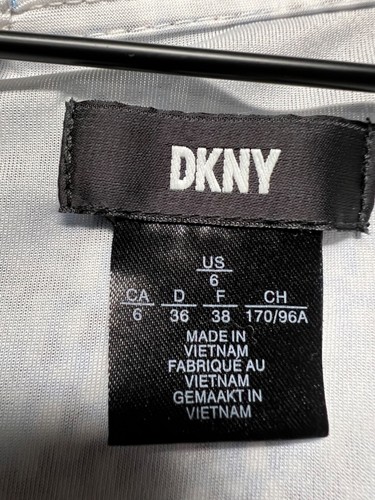 DKNY
US
6
CA D F CH
6 36 38 170/96A
MADE IN
VIETNAM
FABRIQUÉ AU
VIETNAM
GEMAAKT IN
VIETNAM